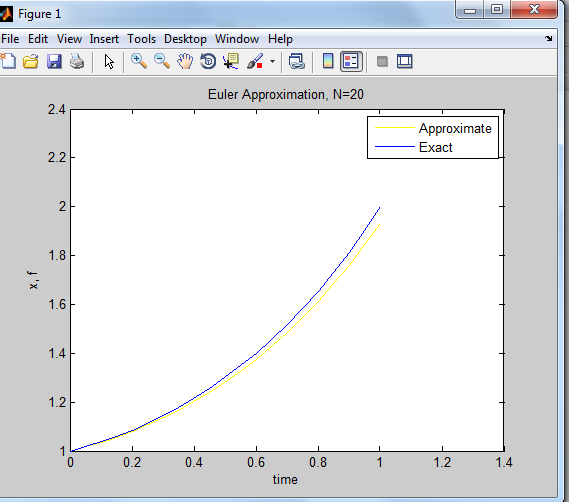 Figure 1
File Edit View Insert Tools Desktop Window Help
Euler Approximation, N=20
Approximate
Exact
2.4
2.2
2
1.8
1.6
1.4
1.2
1
x, f
0 0.2 0.4 0.6 0.8 1 1.2 1.4
time